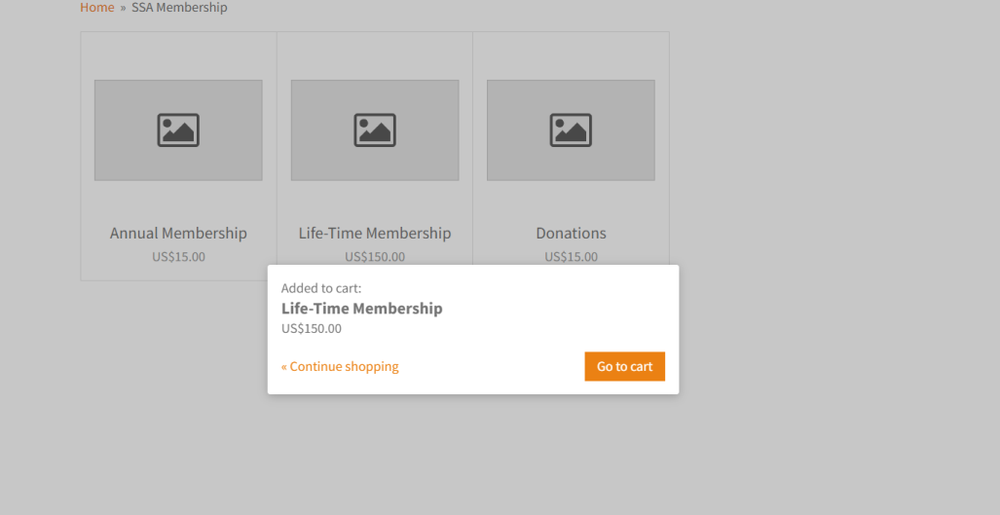 Home » SSA Membership
Annual Membership
US$15.00
Life-Time Membership
US$150.00
Donations
US$15.00
Added to cart:
Life-Time Membership
US$150.00
« Continue shopping
Go to cart